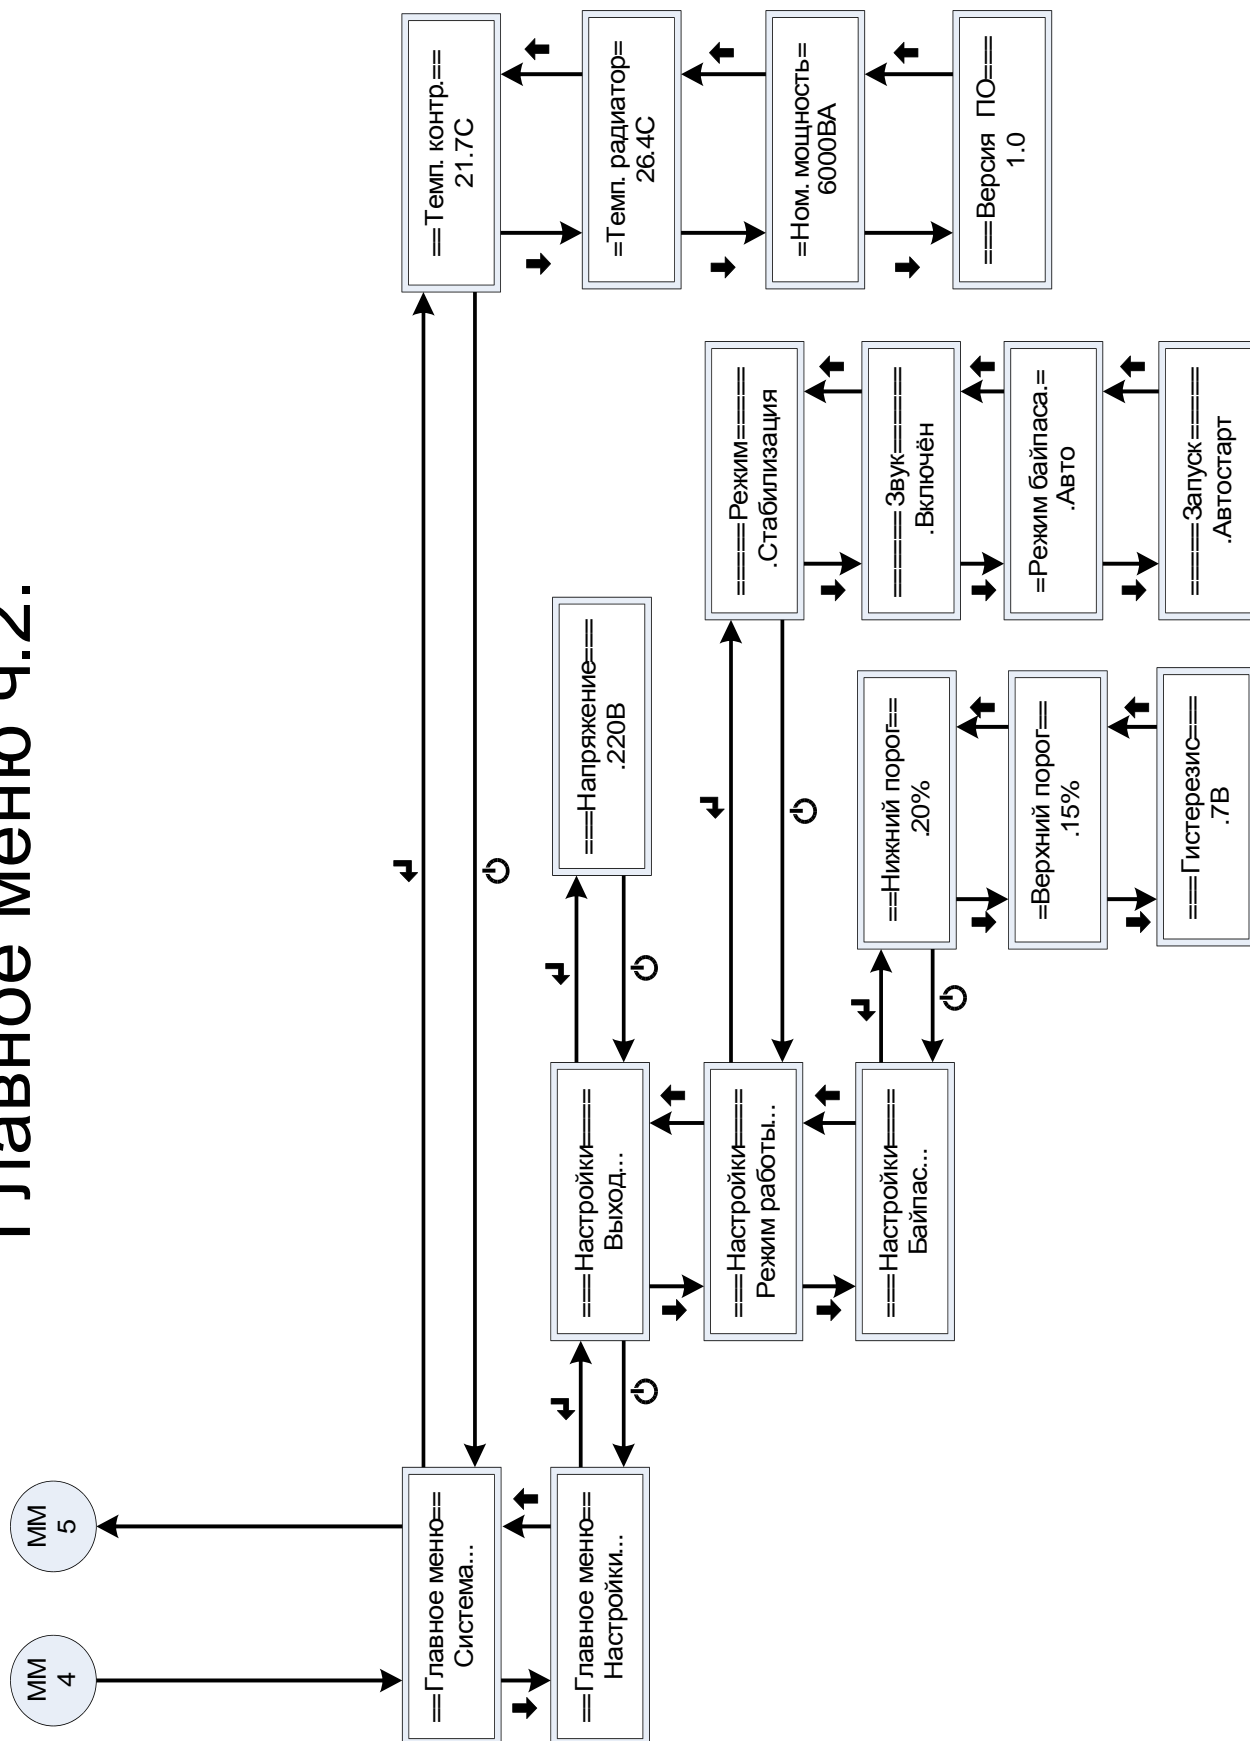 Главное меню ч.2.
ММ
4
ММ
5
==Главное меню==
Система...
==Темп. контр.==
21.7С
==Главное меню==
Настройки...
===Настройки====
Выход...
===Напряжение===
.220В
=Темп. радиатор=
26.4С
===Настройки====
Режим работы...
=====Режим=====
.Стабилизация
=Ном. мощность=
6000ВА
===Настройки====
Байпас...
==Нижний порог==
.20%
======Звук======
.Включён
===Версия ПО===
1.0
=Верхний порог==
.15%
=Режим байпаса.=
.Авто
===Гистерезис===
.7В
=====Запуск=====
.Автостарт